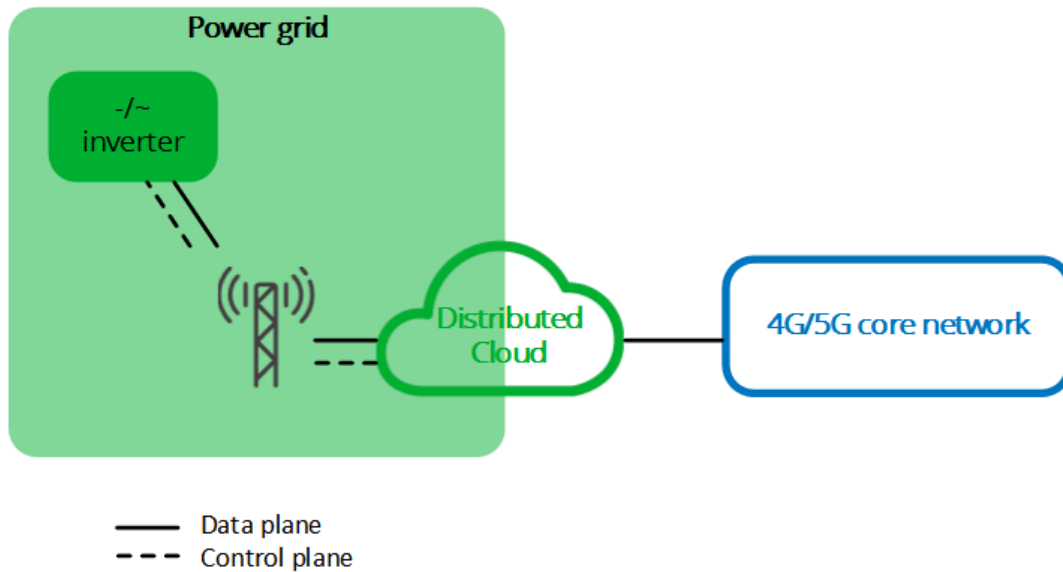 Power grid
-/~
inverter
Distributed
Cloud
4G/5G core network
Data plane
Control plane